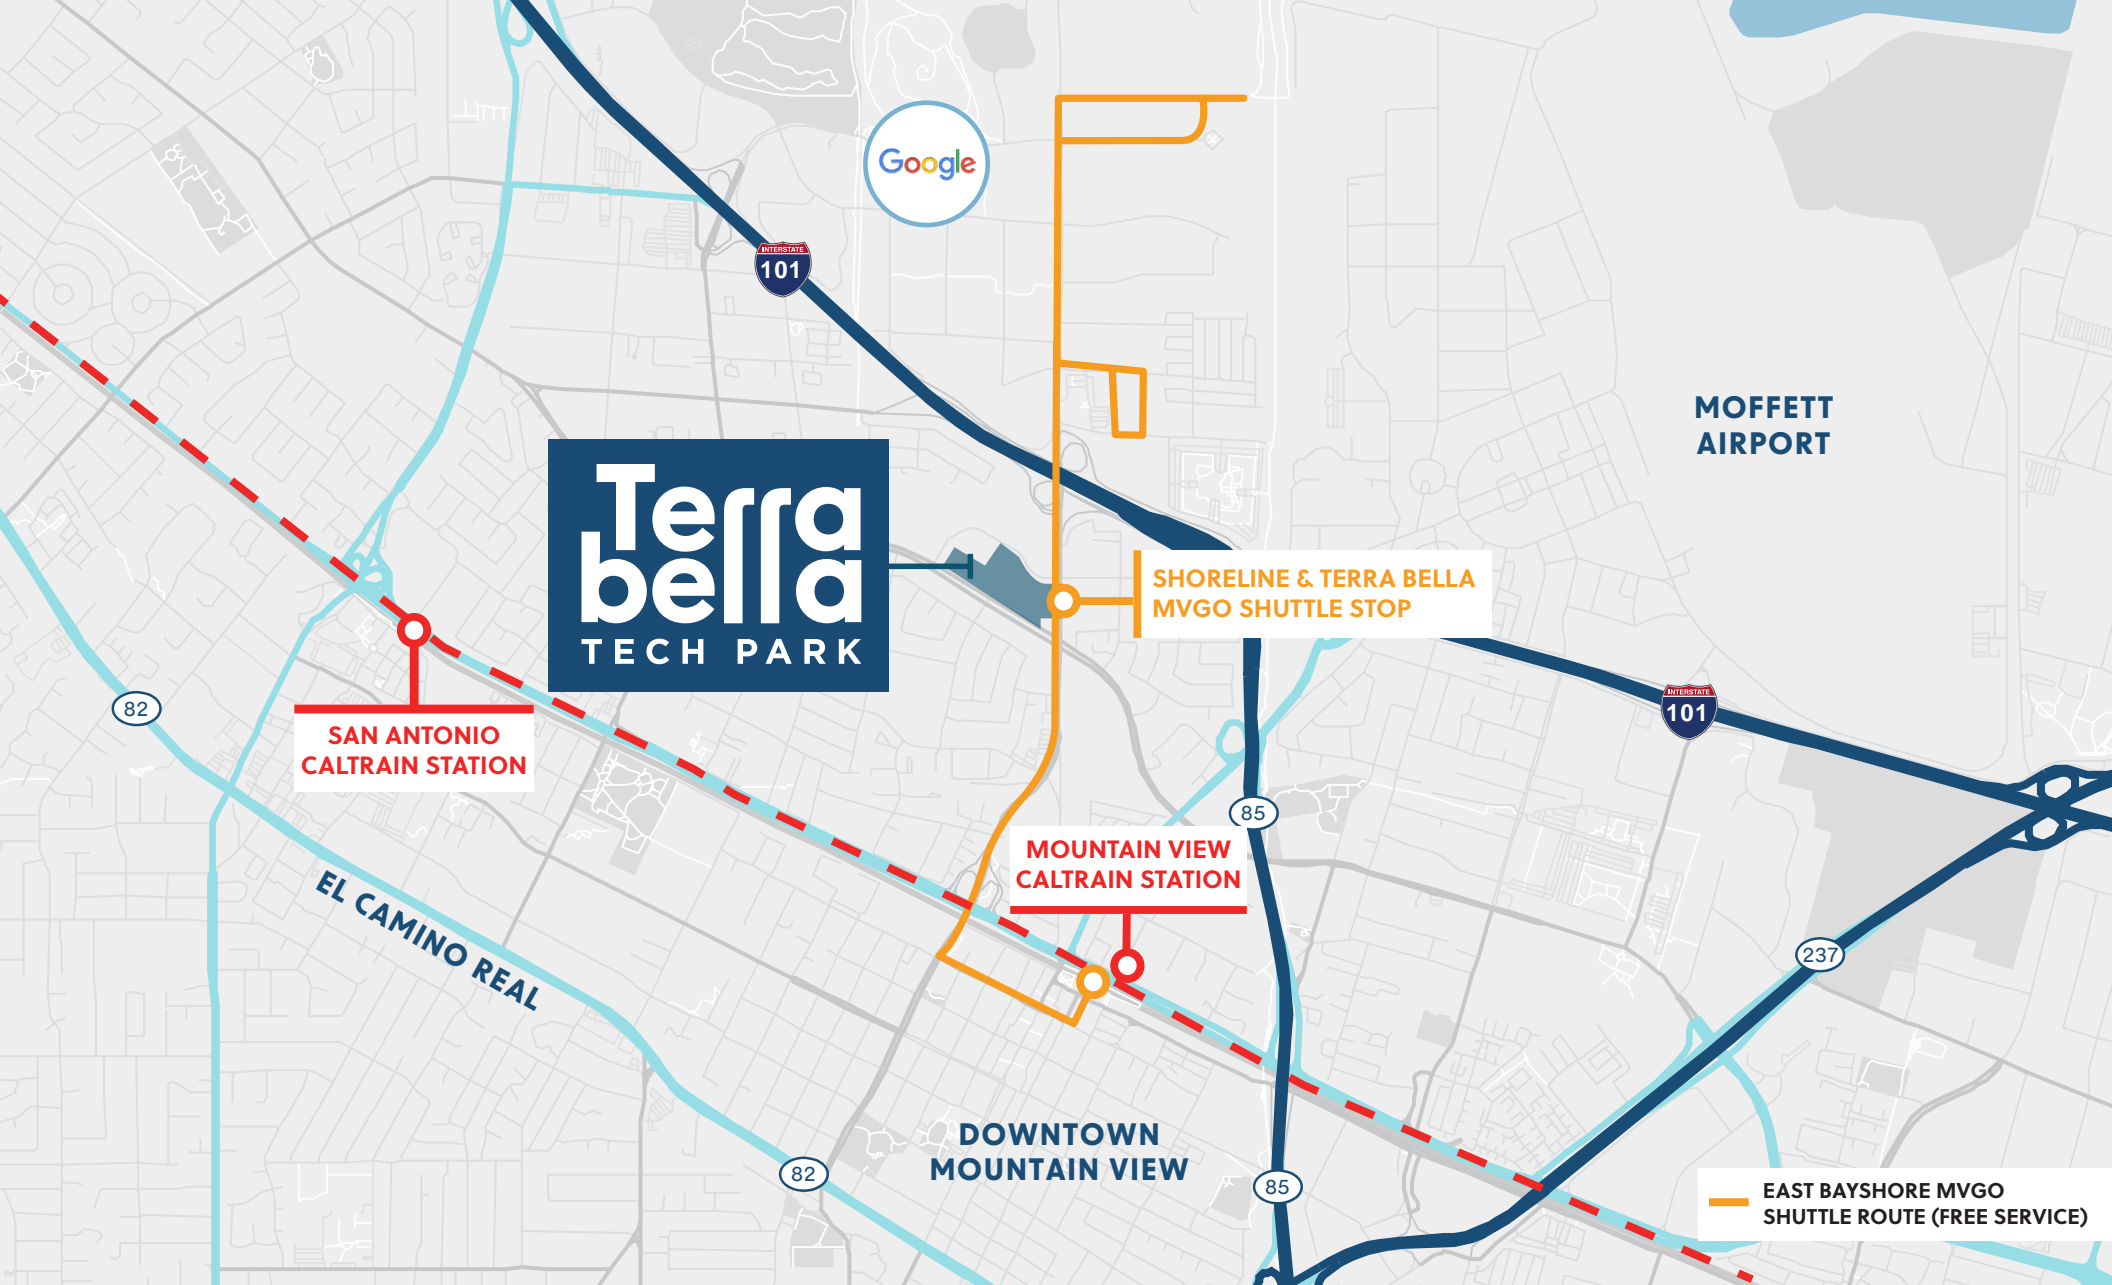 Google
INTERSTATE
101
MOFFETT
AIRPORT
Terra
bella
TECH PARK
SHORELINE & TERRA BELLA
MVGO SHUTTLE STOP
82
SAN ANTONIO
CALTRAIN STATION
INTERSTATE
101
85
MOUNTAIN VIEW
CALTRAIN STATION
EL CAMINO REAL
237
DOWNTOWN
MOUNTAIN VIEW
82
85
EAST BAYSHORE MVGO
SHUTTLE ROUTE (FREE SERVICE)